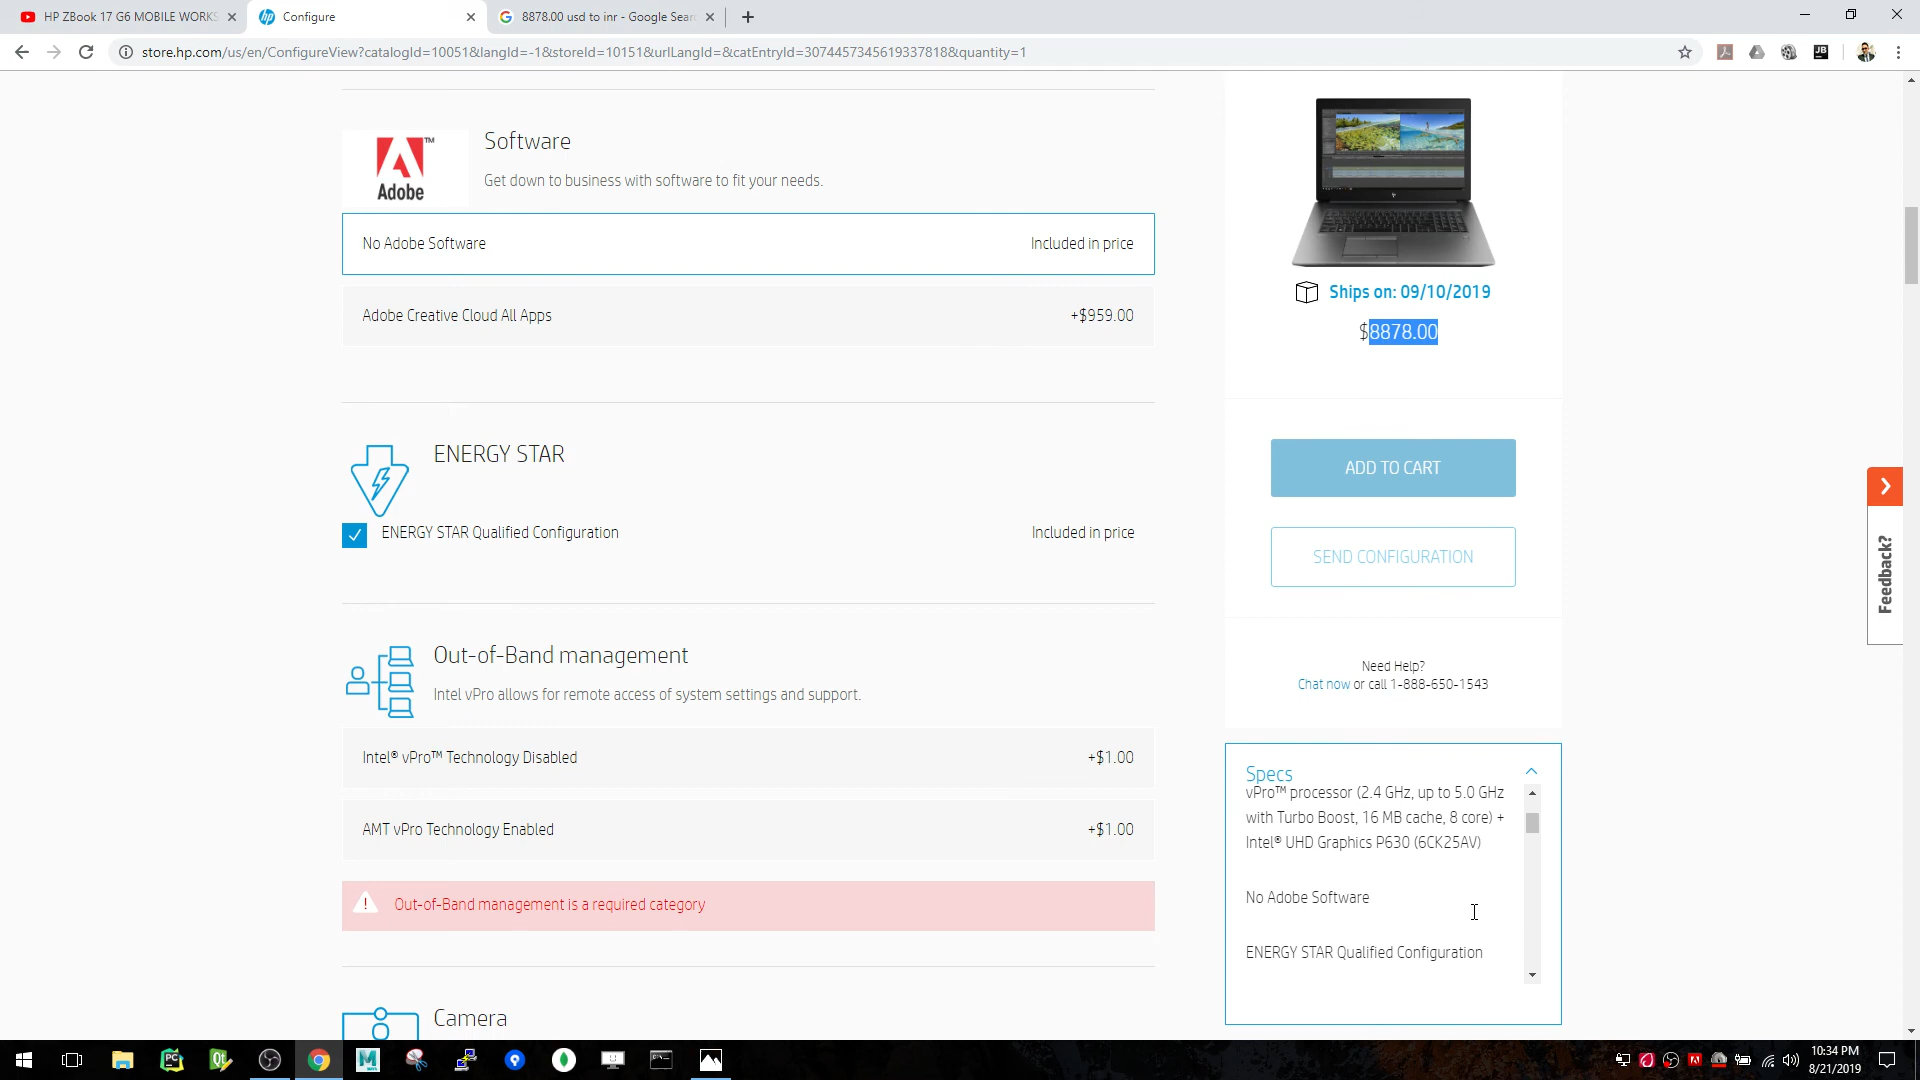 HP ZBook 17 G6 MOBILE WORKS
Configure
8878.00 usd to inr - Google Sear
store.hp.com/us/en/ConfigureView?catalogId=10051&langId=-1&storeId=10151&urlLangId=&catEntryId=3074457345619337818&quantity=1
JB
Adobe™
Software
Get down to business with software to fit your needs.
No Adobe Software
Included in price
Adobe Creative Cloud All Apps
+$959.00
ENERGY STAR
ENERGY STAR Qualified Configuration
Included in price
Out-of-Band management
Intel vPro allows for remote access of system settings and support.
Intel® vPro™ Technology Disabled
+$1.00
AMT vPro Technology Enabled
+$1.00
! Out-of-Band management is a required category
Camera
Ships on: 09/10/2019
$8878.00
ADD TO CART
SEND CONFIGURATION
Need Help?
Chat now or call 1-888-650-1543
Specs
vPro™ processor (2.4 GHz, up to 5.0 GHz
with Turbo Boost, 16 MB cache, 8 core) +
Intel® UHD Graphics P630 (6CK25AV)
No Adobe Software
ENERGY STAR Qualified Configuration
Feedback?
PC
Qt
M
10:34 PM
8/21/2019